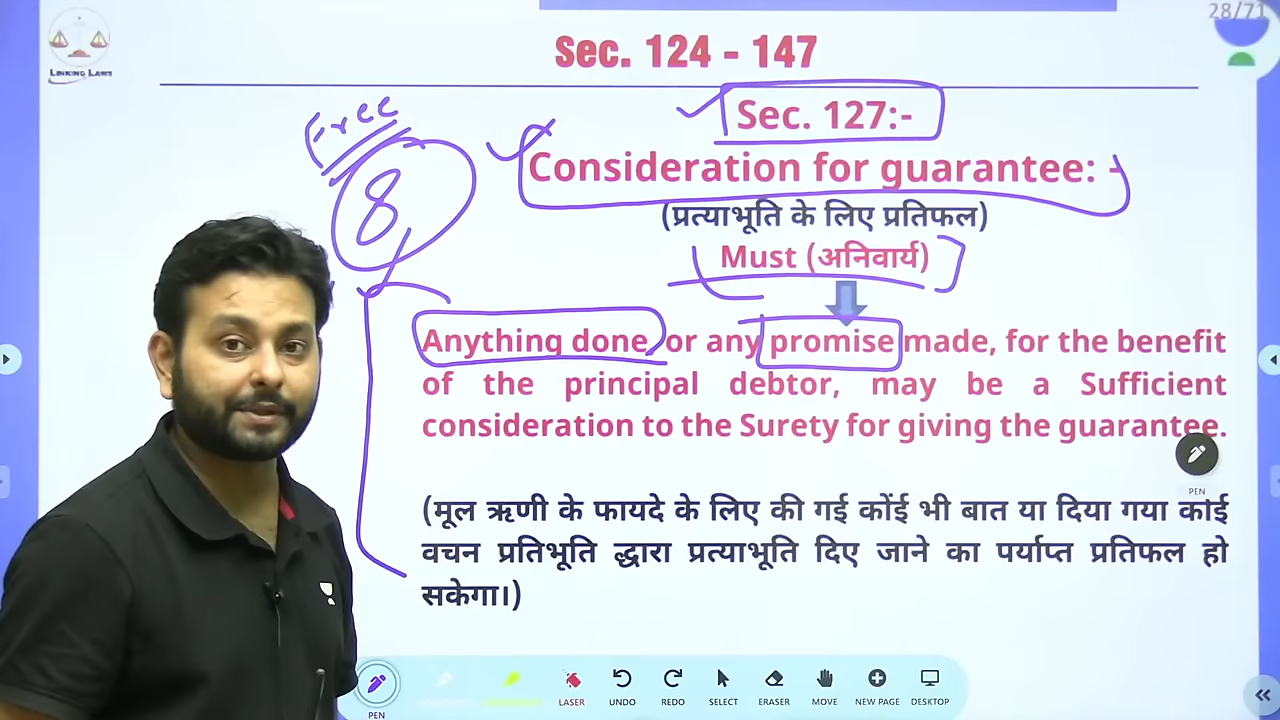 28/71
LINKING LAWS
Sec. 124 - 147
Free
8
Sec. 127:-
Consideration for guarantee: -
(प्रत्याभूति के लिए प्रतिफल)
Must (अनिवार्य)
Anything done, or any promise made, for the benefit
of the principal debtor, may be a Sufficient
consideration to the Surety for giving the guarantee.
PEN
(मूल ऋणी के फायदे के लिए की गई कोंई भी बात या दिया गया कोंई
वचन प्रतिभूति द्धारा प्रत्याभूति दिए जाने का पर्याप्त प्रतिफल हो
सकेगा।)
PEN
LASER
UNDO
REDO
SELECT
ERASER
MOVE
NEW PAGE
DESKTOP